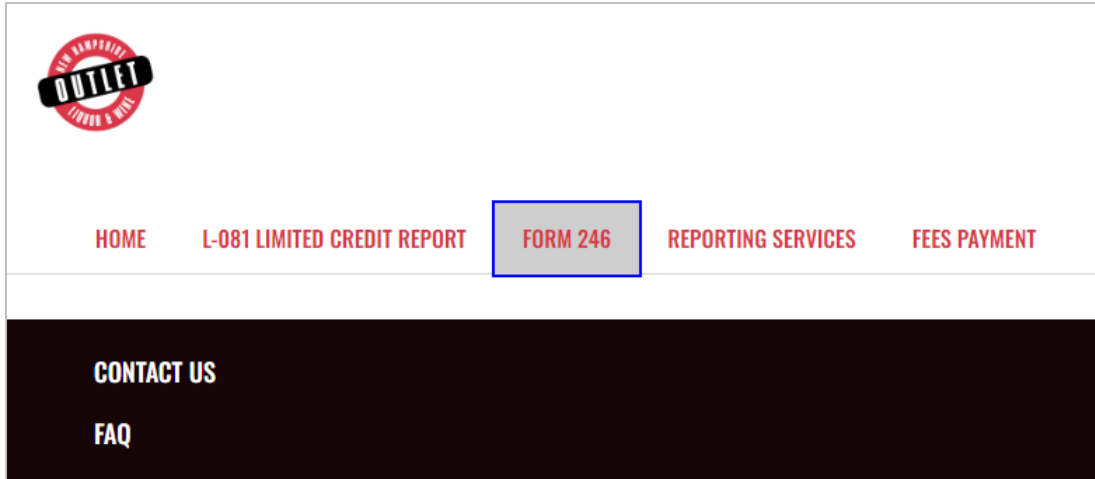 NEW HAMPSHIRE
OUTLET
LIQUOR & WINE
HOME L-081 LIMITED CREDIT REPORT FORM 246 REPORTING SERVICES FEES PAYMENT
CONTACT US
FAQ